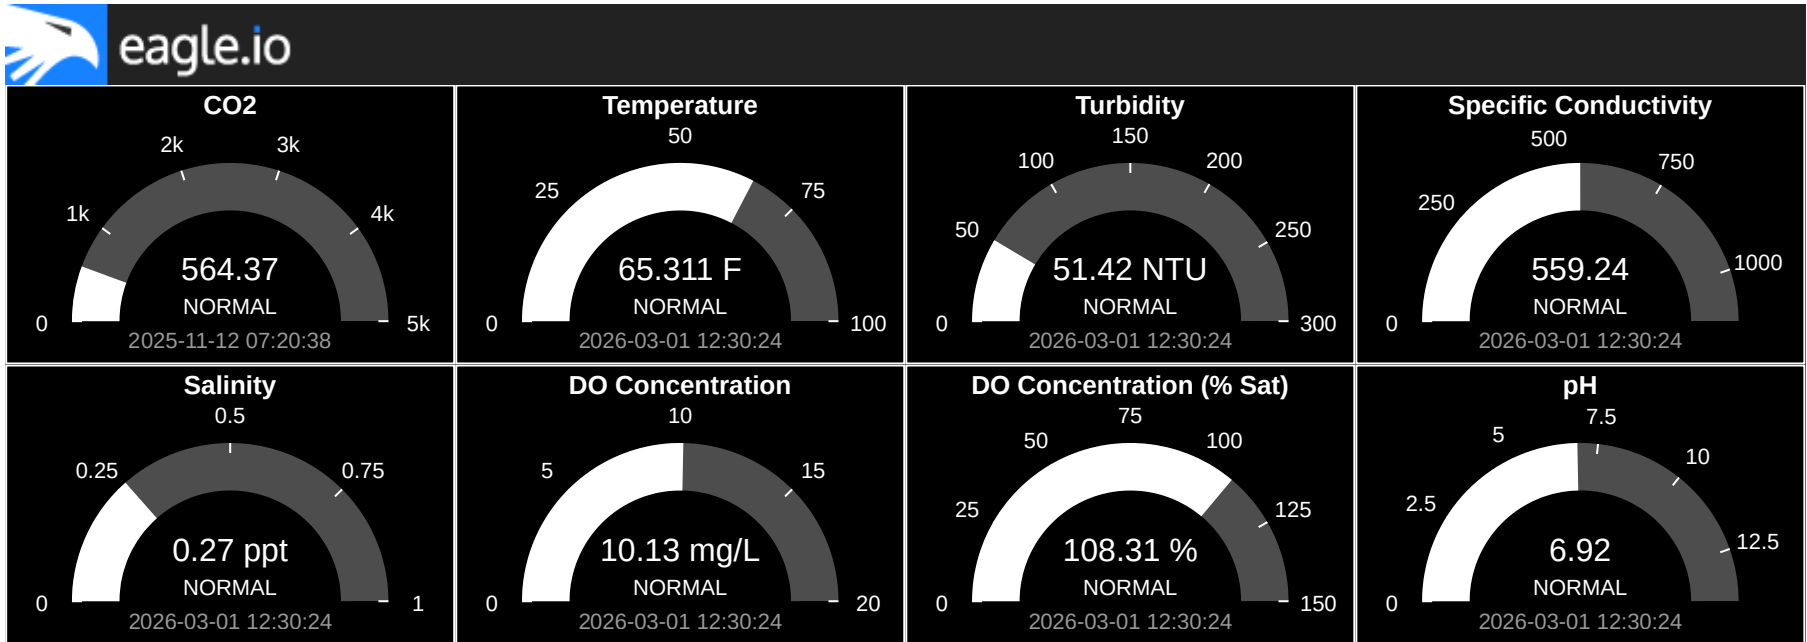 eagle.io
CO2
2k
3k
1k
4k
0
5k
564.37
NORMAL
2025-11-12 07:20:38
Temperature
50
25
75
0
100
65.311 F
NORMAL
2026-03-01 12:30:24
Turbidity
150
100
200
50
250
0
300
51.42 NTU
NORMAL
2026-03-01 12:30:24
Specific Conductivity
500
750
250
1000
0
559.24
NORMAL
2026-03-01 12:30:24
Salinity
0.5
0.25
0.75
0
1
0.27 ppt
NORMAL
2026-03-01 12:30:24
DO Concentration
10
5
15
0
20
10.13 mg/L
NORMAL
2026-03-01 12:30:24
DO Concentration (% Sat)
75
50
100
25
125
0
150
108.31 %
NORMAL
2026-03-01 12:30:24
pH
7.5
5
10
2.5
12.5
0
6.92
NORMAL
2026-03-01 12:30:24